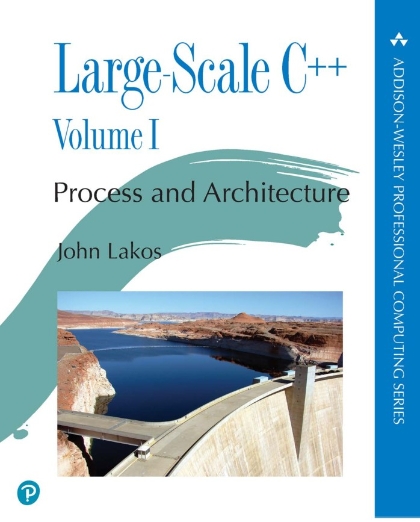 Large-Scale C++
Volume I
Process and Architecture
John Lakos
ADDISON-WESLEY PROFESSIONAL COMPUTING SERIES
P